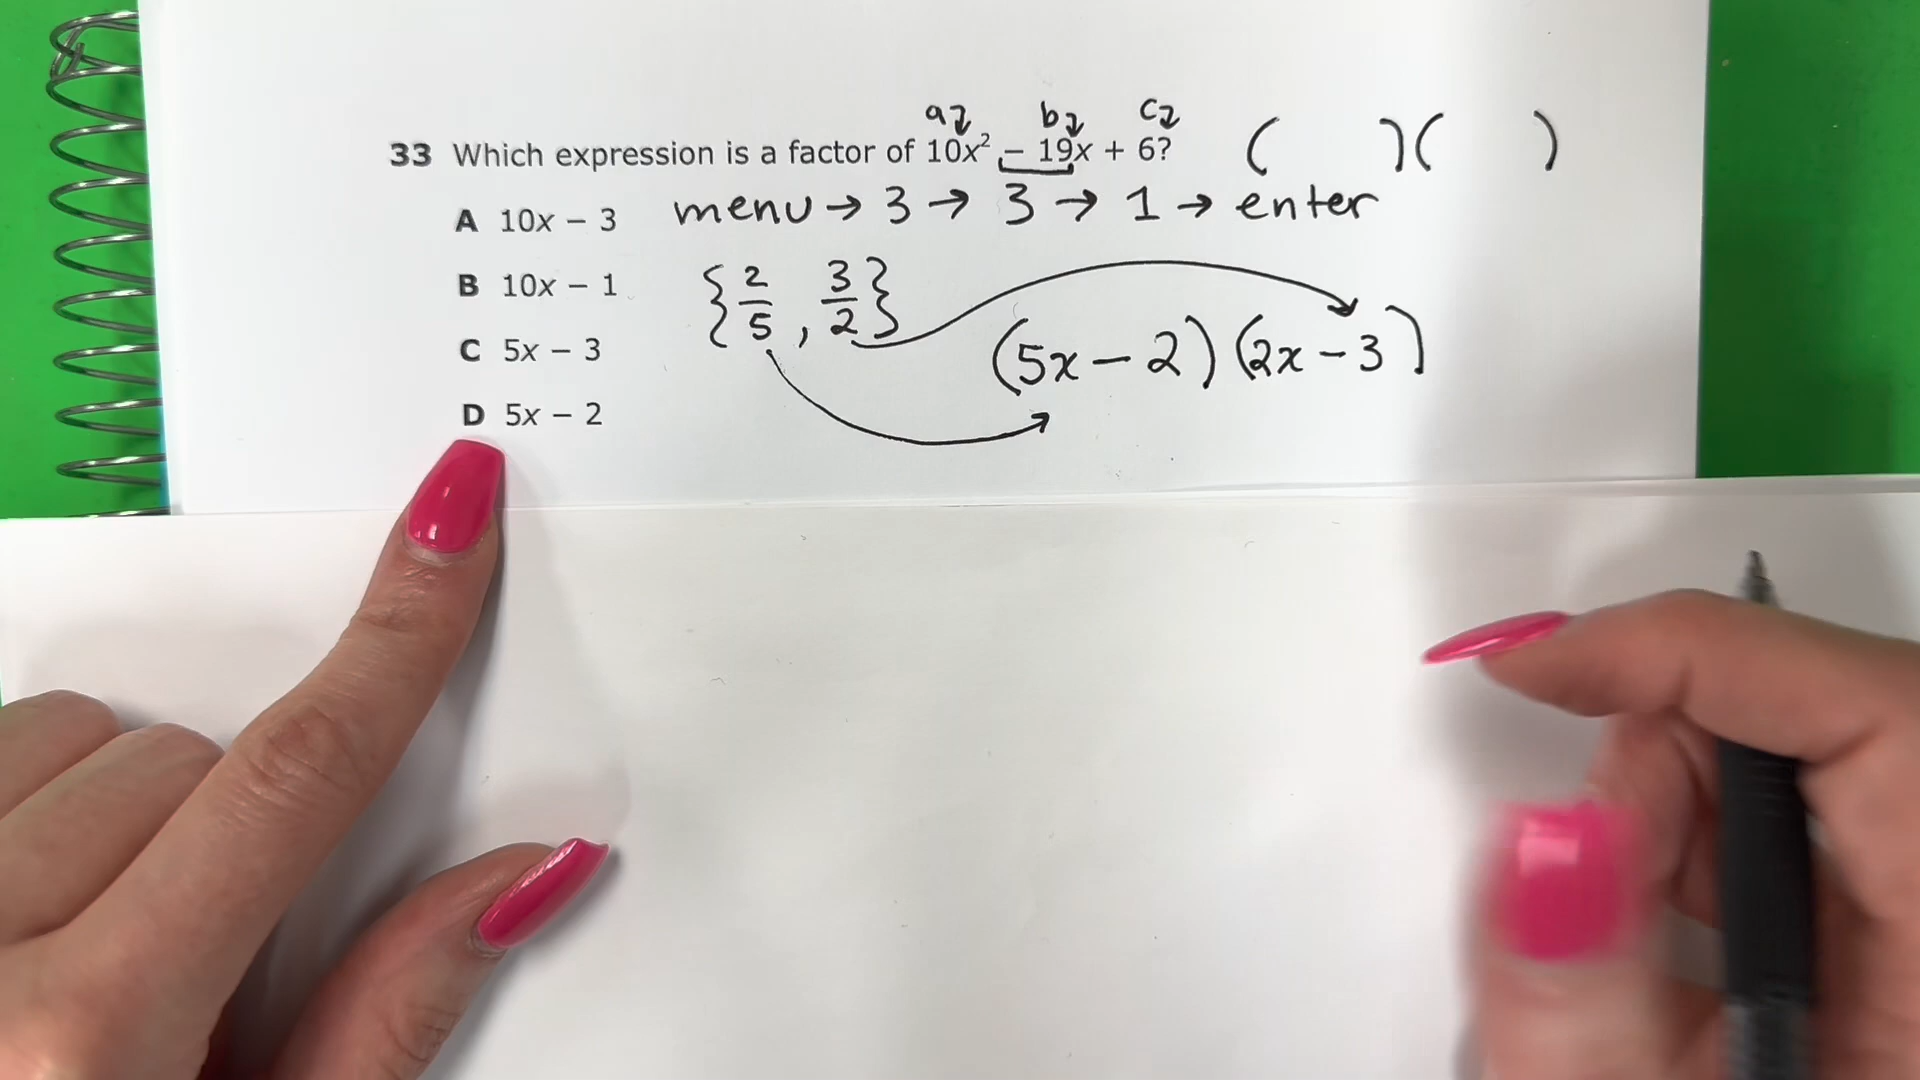 a↴ b↴ c↴
33 Which expression is a factor of 10x² − 19x + 6? ( )( )
A 10x − 3
menu → 3 → 3 → 1 → enter
B 10x − 1
{2/5, 3/2}
C 5x − 3
(5x − 2)(2x − 3)
D 5x − 2